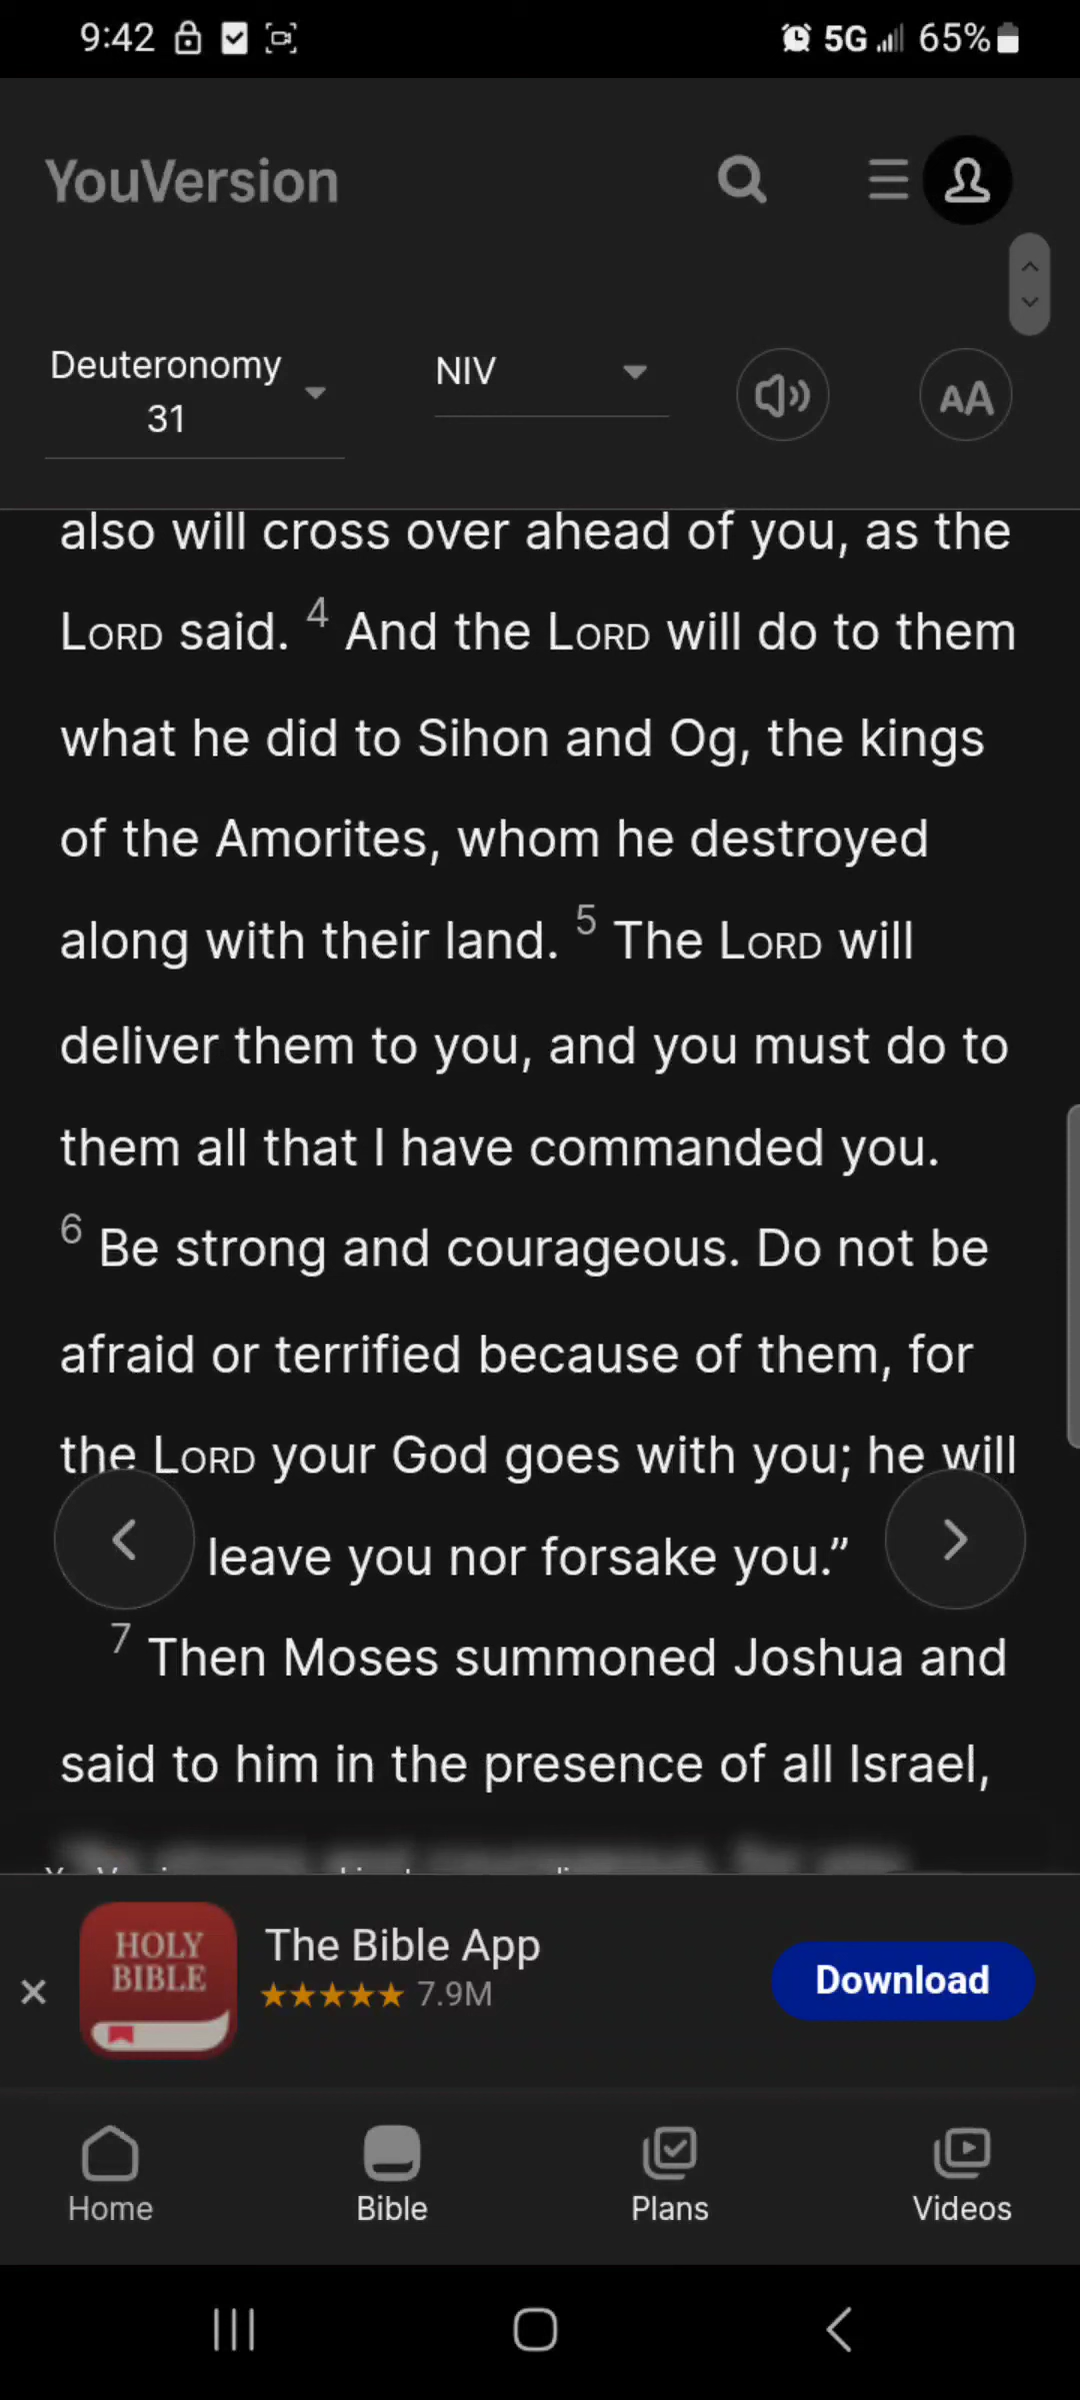 9:42 5G 65%
YouVersion
Deuteronomy
31
NIV
AA
also will cross over ahead of you, as the
LORD said. 4 And the LORD will do to them
what he did to Sihon and Og, the kings
of the Amorites, whom he destroyed
along with their land. 5 The LORD will
deliver them to you, and you must do to
them all that I have commanded you.
6 Be strong and courageous. Do not be
afraid or terrified because of them, for
the LORD your God goes with you; he will
leave you nor forsake you.”
7 Then Moses summoned Joshua and
said to him in the presence of all Israel,
HOLY
BIBLE
The Bible App
★★★★★ 7.9M
Download
Home
Bible
Plans
Videos